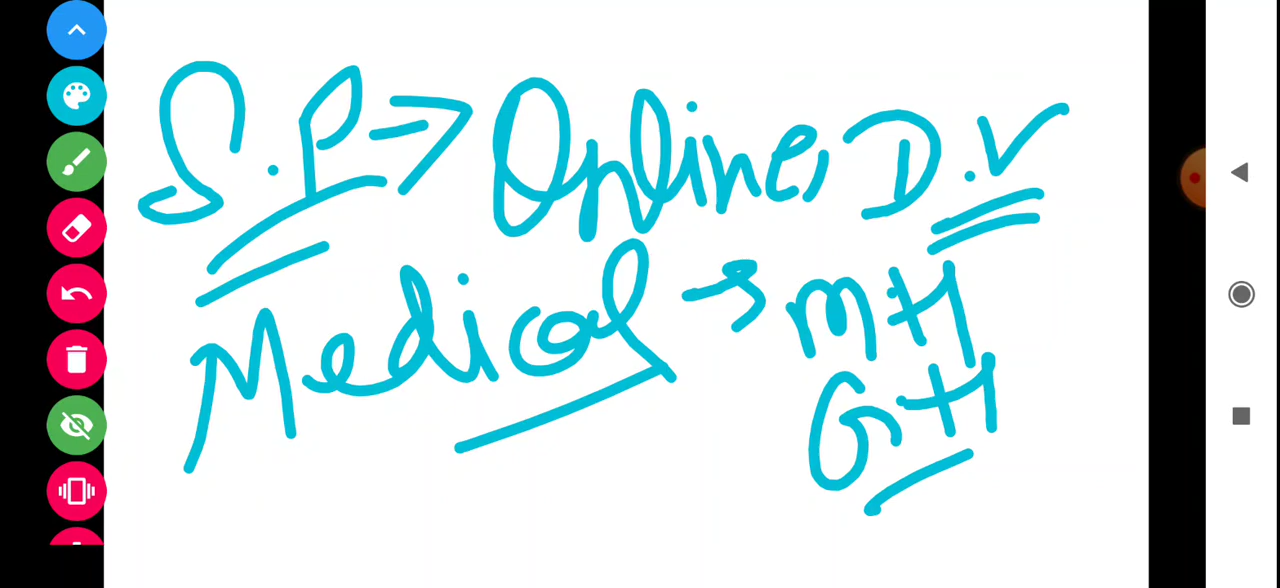 S.P → Online, D.V
Medical → MH
GH